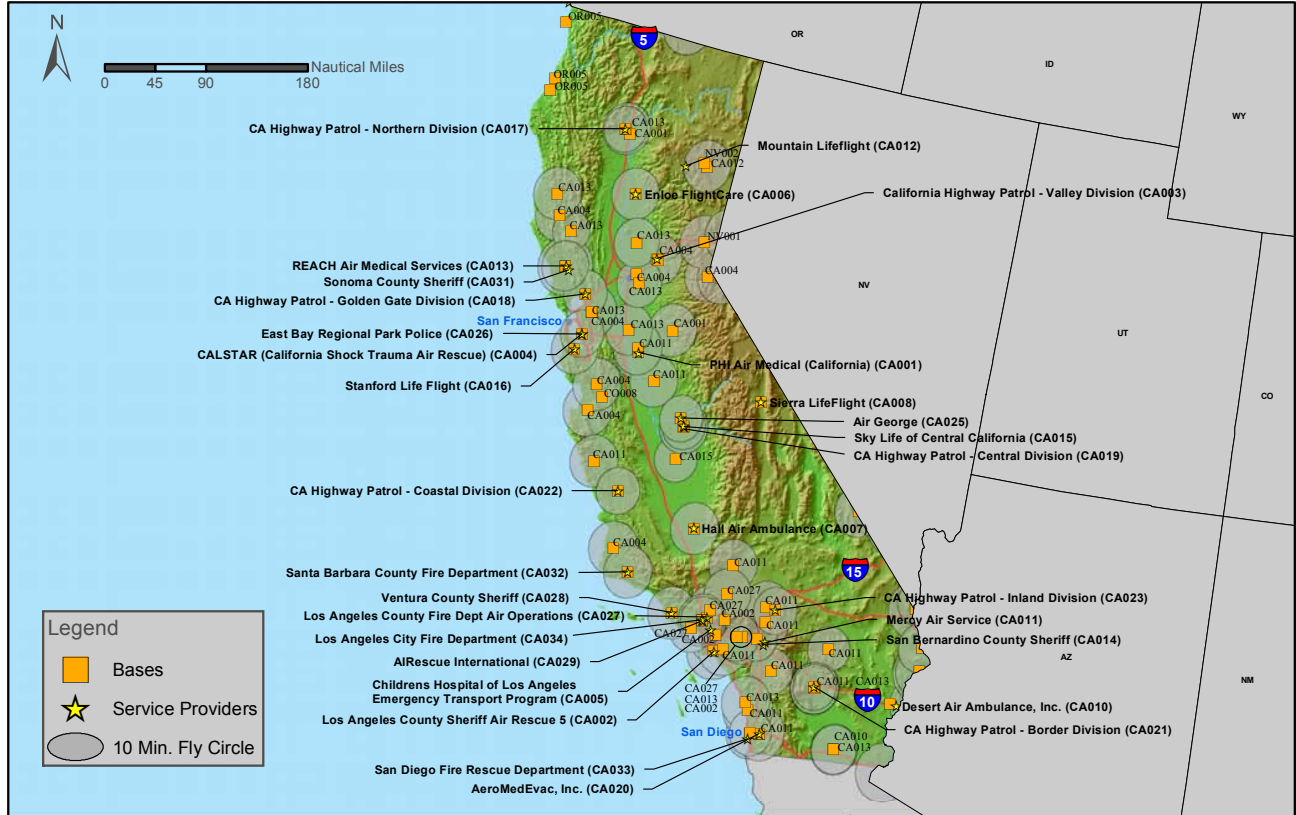 OR005
OR
5
N
ID
Nautical Miles
0 45 90 180
OR005
OR005
WY
CA013
CA Highway Patrol - Northern Division (CA017)
CA001
Mountain Lifeflight (CA012)
NV002
CA012
CA013
Enloe FlightCare (CA006)
California Highway Patrol - Valley Division (CA003)
CA004
CA013
CA013
NV001
CA004
REACH Air Medical Services (CA013)
CA004
CA004
Sonoma County Sheriff (CA031)
CA013
NV
CA Highway Patrol - Golden Gate Division (CA018)
CA013
San Francisco
CA004
CA013
CA001
UT
East Bay Regional Park Police (CA026)
CA011
CALSTAR (California Shock Trauma Air Rescue) (CA004)
PHI Air Medical (California) (CA001)
Stanford Life Flight (CA016)
CA004
CA011
CO008
CO
Sierra LifeFlight (CA008)
CA004
Air George (CA025)
Sky Life of Central California (CA015)
CA011
CA015
CA Highway Patrol - Central Division (CA019)
CA Highway Patrol - Coastal Division (CA022)
Hall Air Ambulance (CA007)
CA004
CA011
15
Santa Barbara County Fire Department (CA032)
CA027
Ventura County Sheriff (CA028)
CA011
CA Highway Patrol - Inland Division (CA023)
Los Angeles County Fire Dept Air Operations (CA027)
CA027
CA002
Mercy Air Service (CA011)
Los Angeles City Fire Department (CA034)
CA027
CA002
CA011
San Bernardino County Sheriff (CA014)
AIRescue International (CA029)
CA011
CA011
AZ
Childrens Hospital of Los Angeles
Emergency Transport Program (CA005)
CA011
CA011, CA013
NM
CA027
CA013
CA002
CA013
CA011
10
Desert Air Ambulance, Inc. (CA010)
Los Angeles County Sheriff Air Rescue 5 (CA002)
San Diego
CA011
CA Highway Patrol - Border Division (CA021)
CA010
CA013
San Diego Fire Rescue Department (CA033)
AeroMedEvac, Inc. (CA020)
Legend
Bases
Service Providers
10 Min. Fly Circle